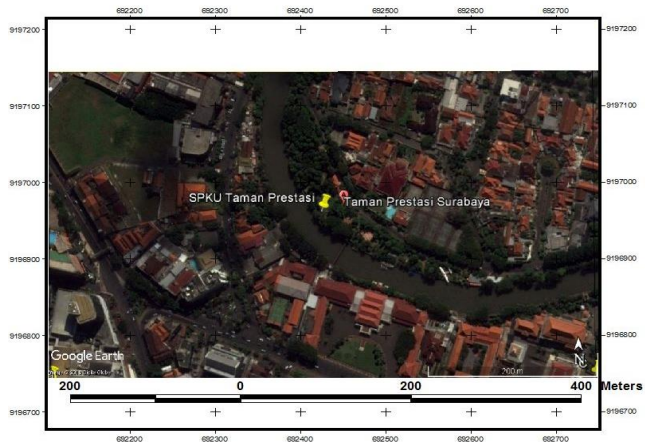 692200 692300 692400 692500 692600 692700
9197200 9197200
9197100 9197100
9197000 9197000
SPKU Taman Prestasi Taman Prestasi Surabaya
9196900 9196900
9196800 9196800
N
Google Earth
200 m
200 0 200 400 Meters
9196700 9196700
692200 692300 692400 692500 692600 692700